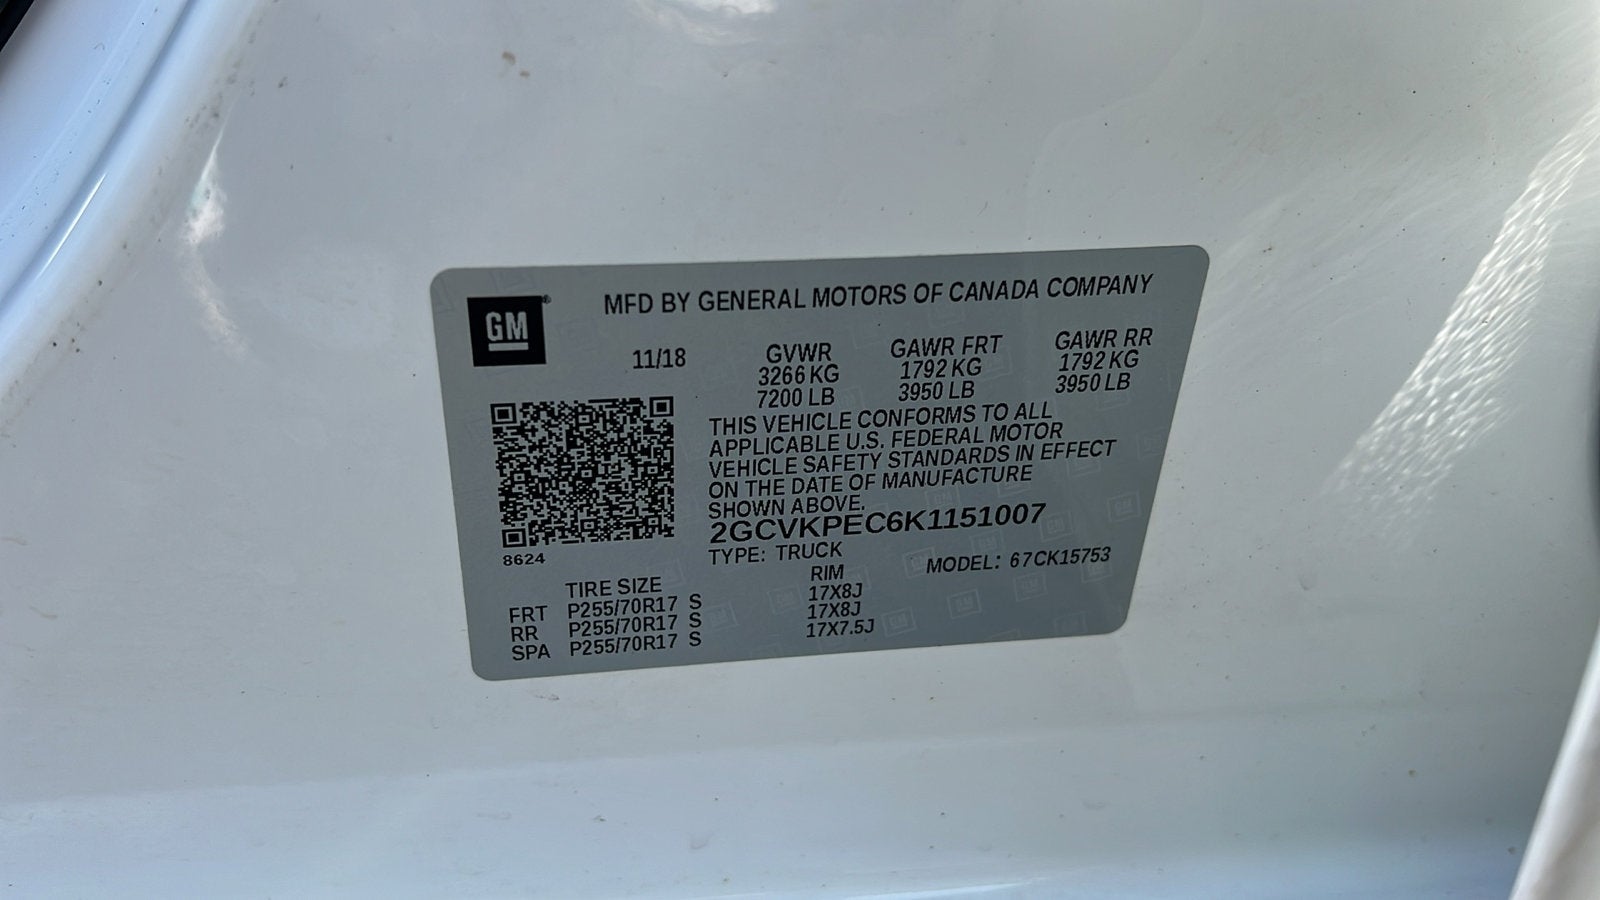 MFD BY GENERAL MOTORS OF CANADA COMPANY
GM
11/18 GVWR GAWR FRT GAWR RR
3266 KG 1792 KG 1792 KG
7200 LB 3950 LB 3950 LB
THIS VEHICLE CONFORMS TO ALL
APPLICABLE U.S. FEDERAL MOTOR
VEHICLE SAFETY STANDARDS IN EFFECT
ON THE DATE OF MANUFACTURE
SHOWN ABOVE.
2GCVKPEC6K1151007
8624
TYPE: TRUCK MODEL: 67CK15753
TIRE SIZE RIM
FRT P255/70R17 S 17X8J
RR P255/70R17 S 17X8J
SPA P255/70R17 S 17X7.5J